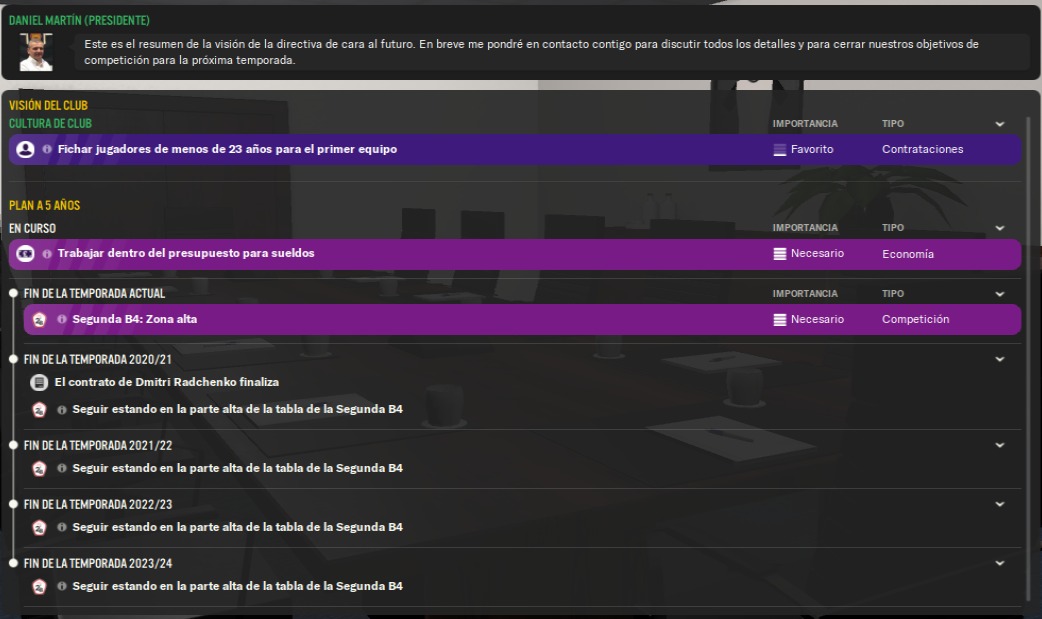 DANIEL MARTÍN (PRESIDENTE)
Este es el resumen de la visión de la directiva de cara al futuro. En breve me pondré en contacto contigo para discutir todos los detalles y para cerrar nuestros objetivos de
competición para la próxima temporada.
VISIÓN DEL CLUB
CULTURA DE CLUB IMPORTANCIA TIPO
Fichar jugadores de menos de 23 años para el primer equipo Favorito Contrataciones
PLAN A 5 AÑOS
EN CURSO IMPORTANCIA TIPO
Trabajar dentro del presupuesto para sueldos Necesario Economía
FIN DE LA TEMPORADA ACTUAL IMPORTANCIA TIPO
Segunda B4: Zona alta Necesario Competición
FIN DE LA TEMPORADA 2020/21
El contrato de Dmitri Radchenko finaliza
Seguir estando en la parte alta de la tabla de la Segunda B4
FIN DE LA TEMPORADA 2021/22
Seguir estando en la parte alta de la tabla de la Segunda B4
FIN DE LA TEMPORADA 2022/23
Seguir estando en la parte alta de la tabla de la Segunda B4
FIN DE LA TEMPORADA 2023/24
Seguir estando en la parte alta de la tabla de la Segunda B4